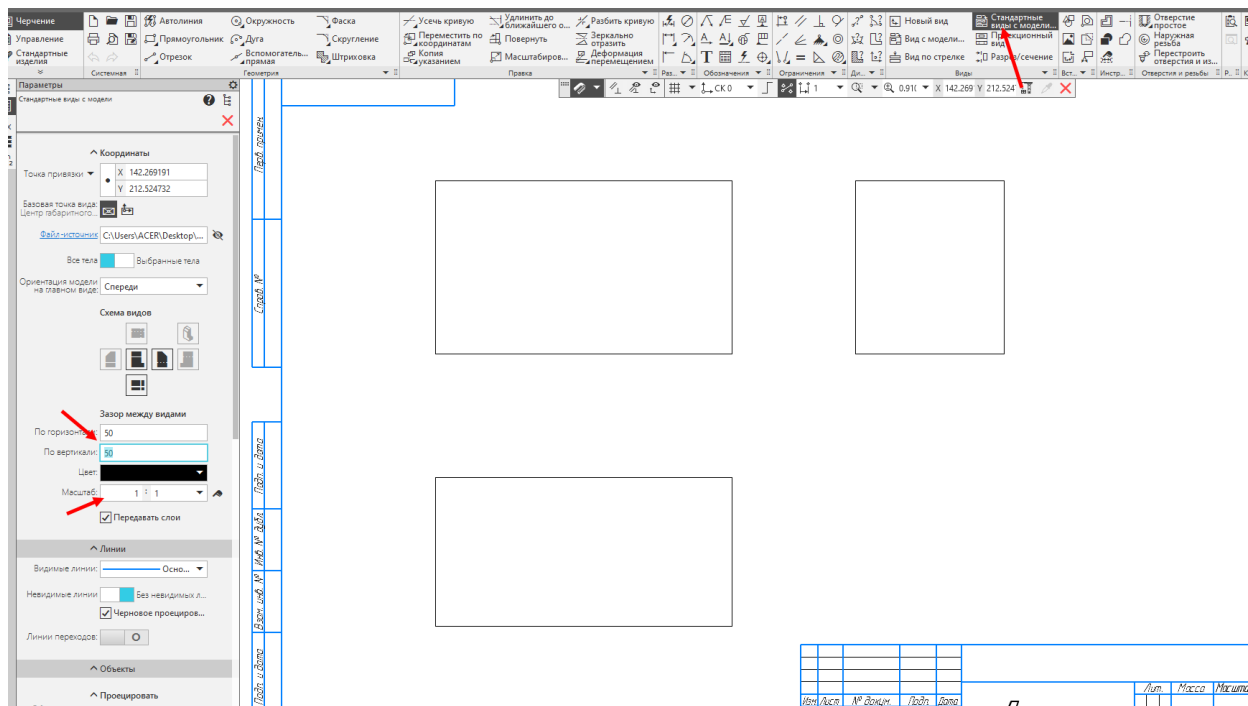 Черчение
Автолиния
Окружность
Фаска
Усечь кривую
Удлинить до ближайшего о...
Разбить кривую
Новый вид
Стандартные виды с модели...
Отверстие простое
Управление
Прямоугольник
Дуга
Скругление
Переместить по координатам
Повернуть
Зеркально отразить
Вид с модели...
Проекционный вид
Наружная резьба
Стандартные изделия
Отрезок
Вспомогатель... прямая
Штриховка
Копия указанием
Масштабиров...
Деформация перемещением
Вид по стрелке
Разрез/сечение
Перестроить отверстия и из...
Системная
Геометрия
Правка
Раз...
Обозначения
Ограничения
Ди...
Виды
Вст...
Инстр...
Отверстия и резьбы
Р...
Параметры
СК 0
1
0.91
X 142.269 Y 212.524
Стандартные виды с модели
Координаты
Точка привязки
X 142.269191
Y 212.524732
Базовая точка вида:
Центр габаритного...
Файл-источник
C:\Users\ACER\Desktop\...
Все тела
Выбранные тела
Ориентация модели на главном виде:
Спереди
Схема видов
Зазор между видами
По горизонтали:
50
По вертикали:
50
Цвет:
Масштаб:
1 : 1
Передавать слои
Линии
Видимые линии:
Осно...
Невидимые линии
Без невидимых л...
Черновое проециров...
Линии переходов:
Объекты
Проецировать
Перв. примен.
Справ. №
Подп. и дата
Инв. № дубл.
Взам. инв. №
Подп. и дата
Изм. Лист
№ докум.
Подп.
Дата
Лит.
Масса
Масшта